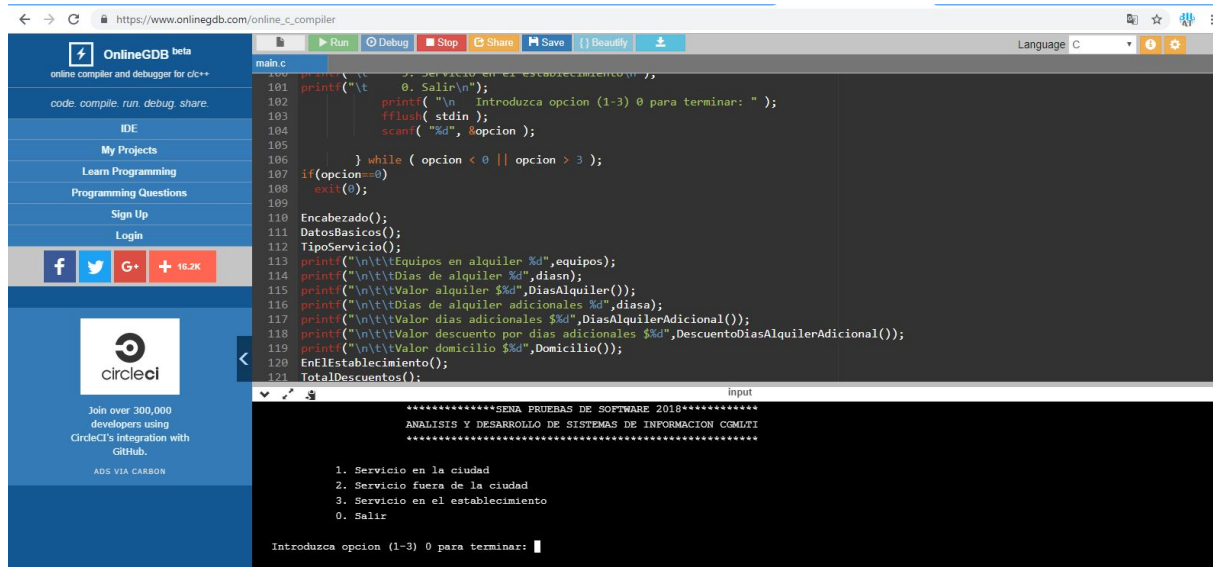 https://www.onlinegdb.com/online_c_compiler
OnlineGDB beta
online compiler and debugger for c/c++
code. compile. run. debug. share.
IDE
My Projects
Learn Programming
Programming Questions
Sign Up
Login
f G+ + 16.2K
circleci
Join over 300,000
developers using
CircleCI's integration with
GitHub.
ADS VIA CARBON
Run Debug Stop Share Save {} Beautify
Language C
main.c
100 printf( "\t 3. Servicio en el establecimiento\n");
101 printf("\t 0. Salir\n");
102 printf( "\n Introduzca opcion (1-3) 0 para terminar: " );
103 fflush( stdin );
104 scanf( "%d", &opcion );
105
106 } while ( opcion < 0 || opcion > 3 );
107 if(opcion==0)
108 exit(0);
109
110 Encabezado();
111 DatosBasicos();
112 TipoServicio();
113 printf("\n\t\tEquipos en alquiler %d",equipos);
114 printf("\n\t\tDias de alquiler %d",diasn);
115 printf("\n\t\tValor alquiler $%d",DiasAlquiler());
116 printf("\n\t\tDias de alquiler adicionales %d",diasa);
117 printf("\n\t\tValor dias adicionales $%d",DiasAlquilerAdicional());
118 printf("\n\t\tValor descuento por dias adicionales $%d",DescuentoDiasAlquilerAdicional());
119 printf("\n\t\tValor domicilio $%d",Domicilio());
120 EnElEstablecimiento();
121 TotalDescuentos();
input
**************SENA PRUEBAS DE SOFTWARE 2018************
ANALISIS Y DESARROLLO DE SISTEMAS DE INFORMACION CGMLTI
*******************************************************
1. Servicio en la ciudad
2. Servicio fuera de la ciudad
3. Servicio en el establecimiento
0. Salir
Introduzca opcion (1-3) 0 para terminar: